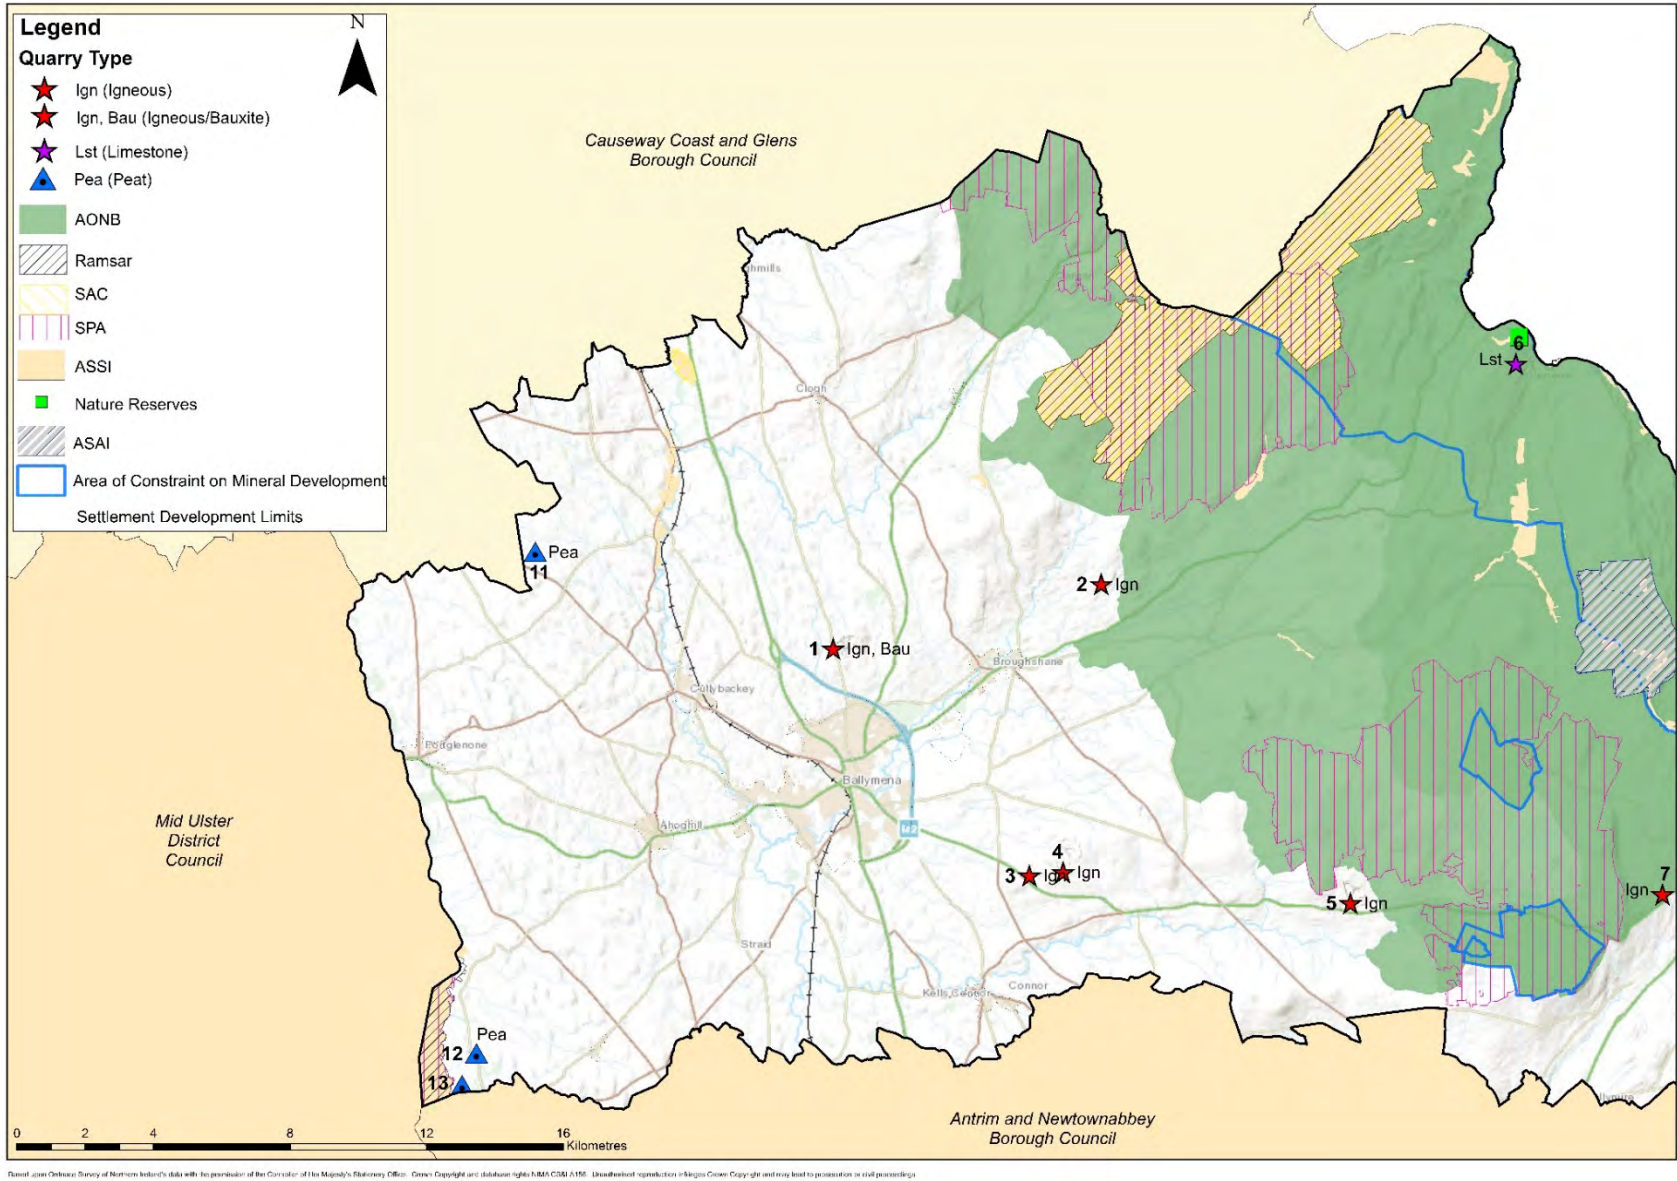 Legend
N
Quarry Type
Ign (Igneous)
Ign, Bau (Igneous/Bauxite)
Lst (Limestone)
Pea (Peat)
AONB
Ramsar
SAC
SPA
ASSI
Nature Reserves
ASAI
Area of Constraint on Mineral Development
Settlement Development Limits
Causeway Coast and Glens
Borough Council
Clogh
6
Lst
Pea
11
2 Ign
1 Ign, Bau
Broughshane
Cullybackey
Ballymena
M2
Ahoghill
Mid Ulster
District
Council
4
3 Ign
Ign
5 Ign
7
Ign
Straid
Kells
Connor
Pea
12
13
Antrim and Newtownabbey
Borough Council
0 2 4 8 12 16
Kilometres